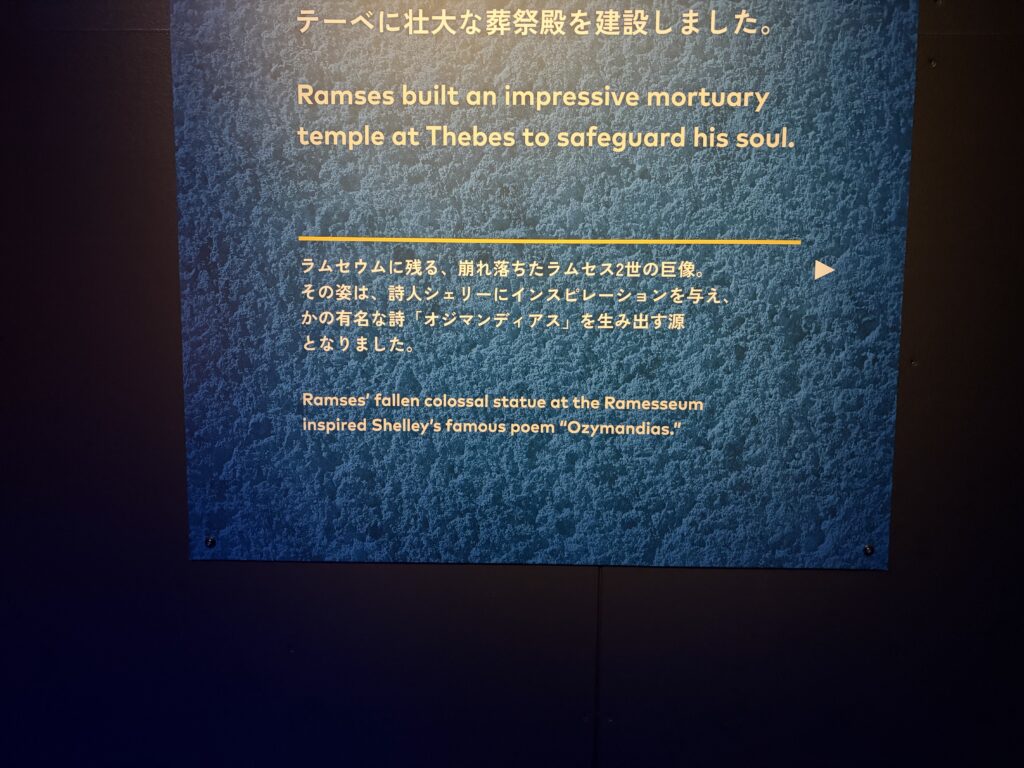 テーベに壮大な葬祭殿を建設しました。
Ramses built an impressive mortuary
temple at Thebes to safeguard his soul.
ラムセウムに残る、崩れ落ちたラムセス2世の巨像。
その姿は、詩人シェリーにインスピレーションを与え、
かの有名な詩「オジマンディアス」を生み出す源
となりました。
Ramses’ fallen colossal statue at the Ramesseum
inspired Shelley’s famous poem “Ozymandias.”